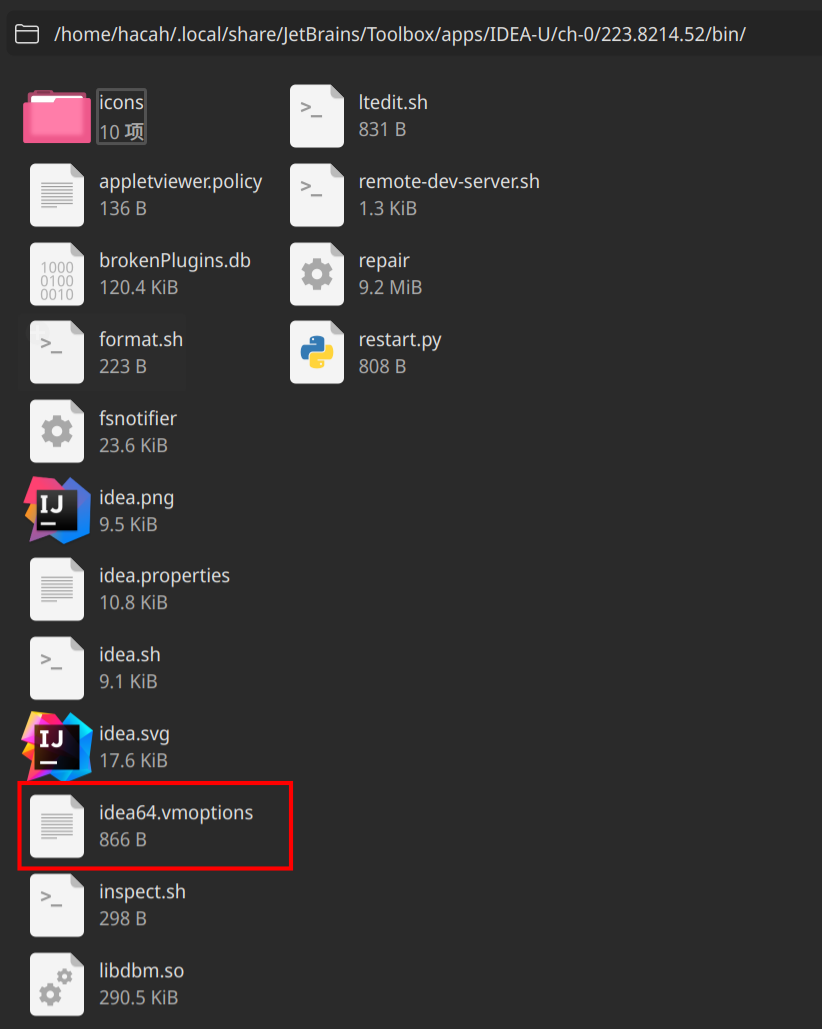 /home/hacah/.local/share/JetBrains/Toolbox/apps/IDEA-U/ch-0/223.8214.52/bin/
icons
10 项
appletviewer.policy
136 B
1000
0100
0010
brokenPlugins.db
120.4 KiB
>_
format.sh
223 B
fsnotifier
23.6 KiB
IJ
idea.png
9.5 KiB
idea.properties
10.8 KiB
>_
idea.sh
9.1 KiB
IJ
idea.svg
17.6 KiB
idea64.vmoptions
866 B
>_
inspect.sh
298 B
libdbm.so
290.5 KiB
>_
ltedit.sh
831 B
>_
remote-dev-server.sh
1.3 KiB
repair
9.2 MiB
restart.py
808 B